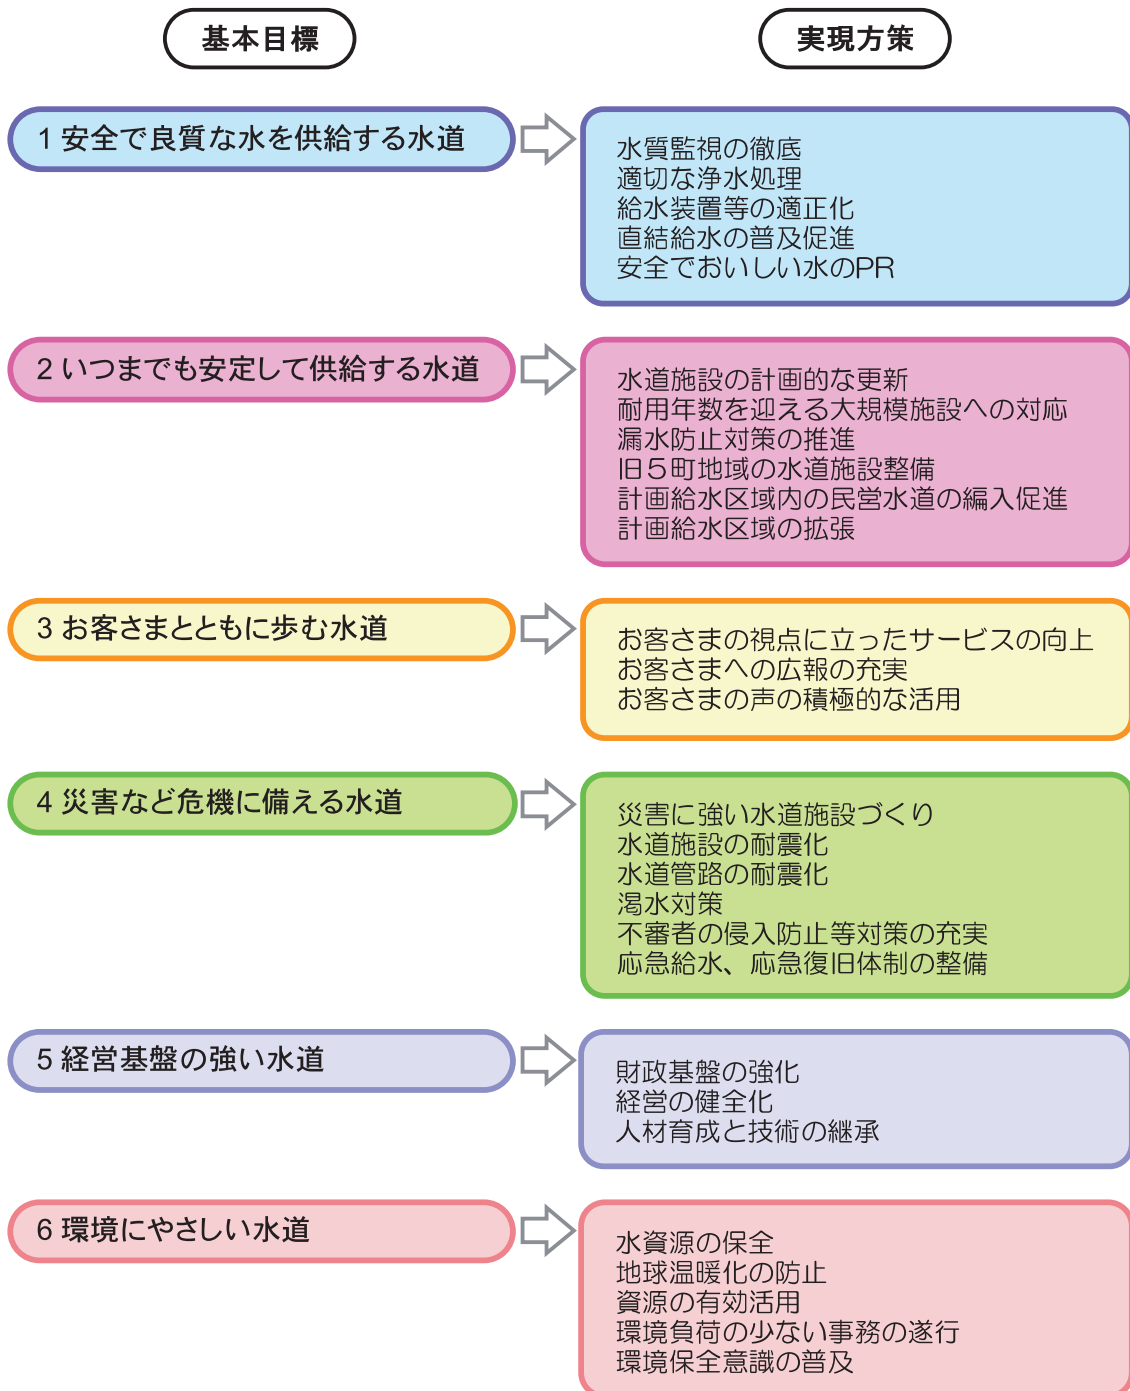 基本目標
実現方策
1 安全で良質な水を供給する水道
水質監視の徹底
適切な浄水処理
給水装置等の適正化
直結給水の普及促進
安全でおいしい水のPR
2 いつまでも安定して供給する水道
水道施設の計画的な更新
耐用年数を迎える大規模施設への対応
漏水防止対策の推進
旧5町地域の水道施設整備
計画給水区域内の民営水道の編入促進
計画給水区域の拡張
3 お客さまとともに歩む水道
お客さまの視点に立ったサービスの向上
お客さまへの広報の充実
お客さまの声の積極的な活用
4 災害など危機に備える水道
災害に強い水道施設づくり
水道施設の耐震化
水道管路の耐震化
渇水対策
不審者の侵入防止等対策の充実
応急給水、応急復旧体制の整備
5 経営基盤の強い水道
財政基盤の強化
経営の健全化
人材育成と技術の継承
6 環境にやさしい水道
水資源の保全
地球温暖化の防止
資源の有効活用
環境負荷の少ない事務の遂行
環境保全意識の普及